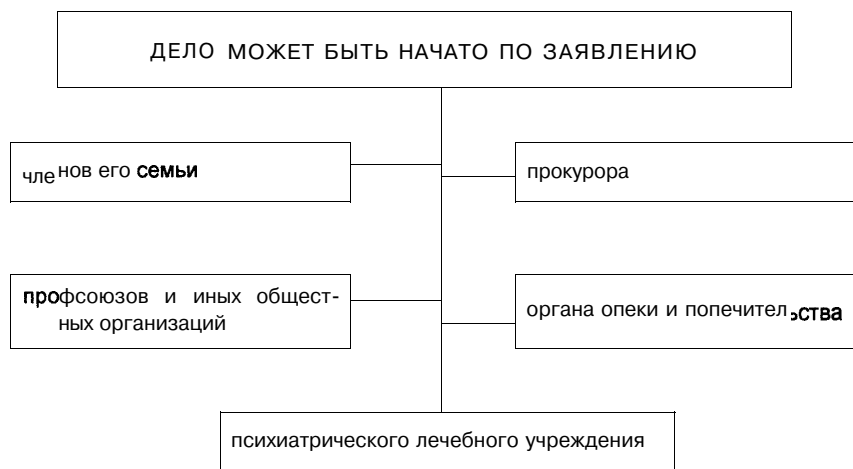 ДЕЛО МОЖЕТ БЫТЬ НАЧАТО ПО ЗАЯВЛЕНИЮ
членов его семьи
прокурора
профсоюзов и иных общест-
ных организаций
органа опеки и попечительства
психиатрического лечебного учреждения